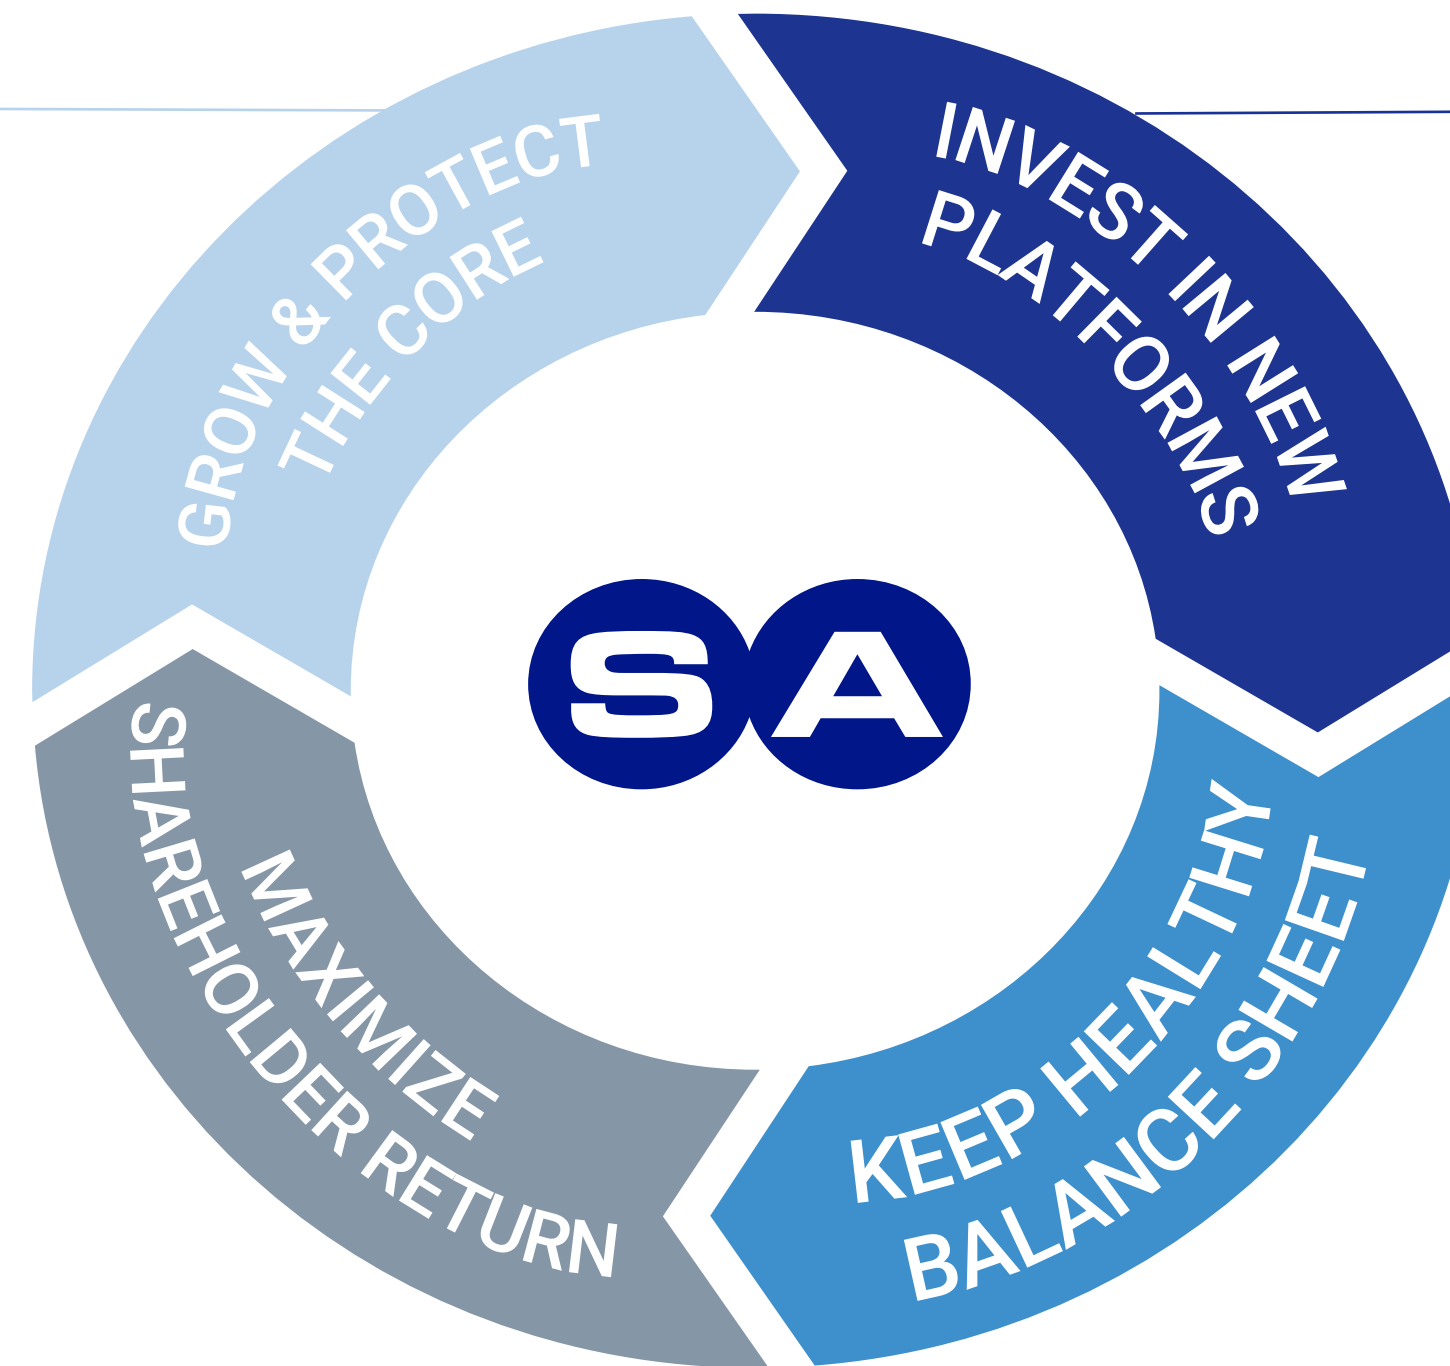 GROW & PROTECT
THE CORE
INVEST IN NEW
PLATFORMS
SA
KEEP HEALTHY
BALANCE SHEET
MAXIMIZE
SHAREHOLDER RETURN